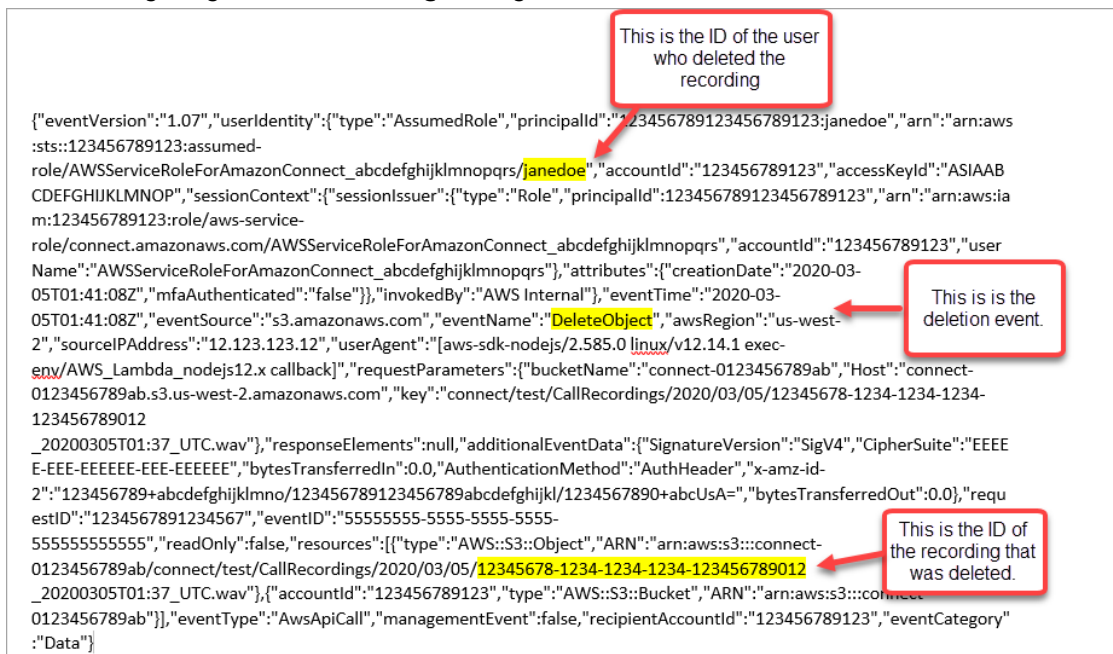 This is the ID of the user
who deleted the
recording
{"eventVersion":"1.07","userIdentity":{"type":"AssumedRole","principalId":"123456789123456789123:janedoe","arn":"arn:aws
:sts::123456789123:assumed-
role/AWSServiceRoleForAmazonConnect_abcdefghijklmnopqrs/janedoe","accountId":"123456789123","accessKeyId":"ASIAAB
CDEFGHIJKLMNOP","sessionContext":{"sessionIssuer":{"type":"Role","principalId":123456789123456789123","arn":"arn:aws:ia
m:123456789123:role/aws-service-
role/connect.amazonaws.com/AWSServiceRoleForAmazonConnect_abcdefghijklmnopqrs","accountId":"123456789123","user
Name":"AWSServiceRoleForAmazonConnect_abcdefghijklmnopqrs"},"attributes":{"creationDate":"2020-03-
05T01:41:08Z","mfaAuthenticated":"false"}},"invokedBy":"AWS Internal"},"eventTime":"2020-03-
05T01:41:08Z","eventSource":"s3.amazonaws.com","eventName":"DeleteObject","awsRegion":"us-west-
This is is the
deletion event.
2","sourceIPAddress":"12.123.123.12","userAgent":"[aws-sdk-nodejs/2.585.0 linux/v12.14.1 exec-
env/AWS_Lambda_nodejs12.x callback]","requestParameters":{"bucketName":"connect-0123456789ab","Host":"connect-
0123456789ab.s3.us-west-2.amazonaws.com","key":"connect/test/CallRecordings/2020/03/05/12345678-1234-1234-1234-
123456789012
_20200305T01:37_UTC.wav"},"responseElements":null,"additionalEventData":{"SignatureVersion":"SigV4","CipherSuite":"EEEE
E-EEE-EEEEEE-EEE-EEEEEE","bytesTransferredIn":0.0,"AuthenticationMethod":"AuthHeader","x-amz-id-
2":"123456789+abcdefghijklmno/123456789123456789abcdefghijkl/1234567890+abcUsA=","bytesTransferredOut":0.0},"requ
estID":"1234567891234567","eventID":"55555555-5555-5555-5555-
555555555555","readOnly":false,"resources":[{"type":"AWS::S3::Object","ARN":"arn:aws:s3:::connect-
This is the ID of
the recording that
was deleted.
0123456789ab/connect/test/CallRecordings/2020/03/05/12345678-1234-1234-1234-123456789012
_20200305T01:37_UTC.wav"},{"accountId":"123456789123","type":"AWS::S3::Bucket","ARN":"arn:aws:s3:::connect-
0123456789ab"}],"eventType":"AwsApiCall","managementEvent":false,"recipientAccountId":"123456789123","eventCategory"
:"Data"}